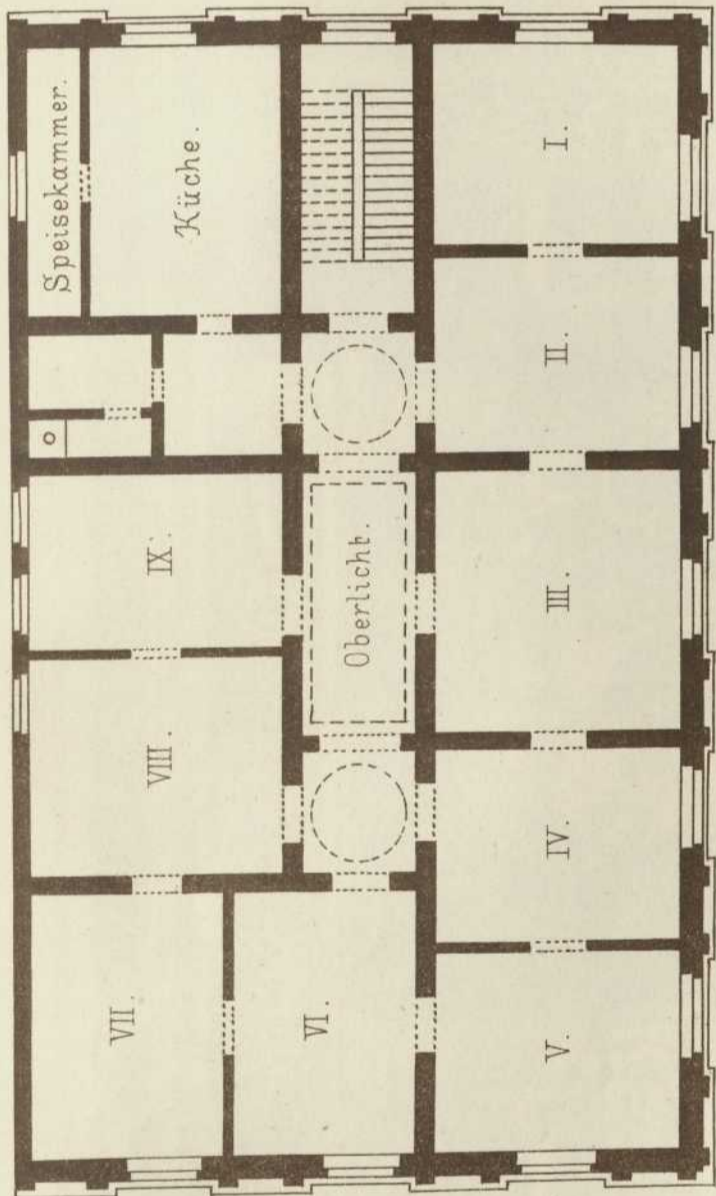 Speisekammer.
Küche.
I.
II.
III.
IV.
V.
VI.
VII.
VIII.
IX.
Oberlicht.